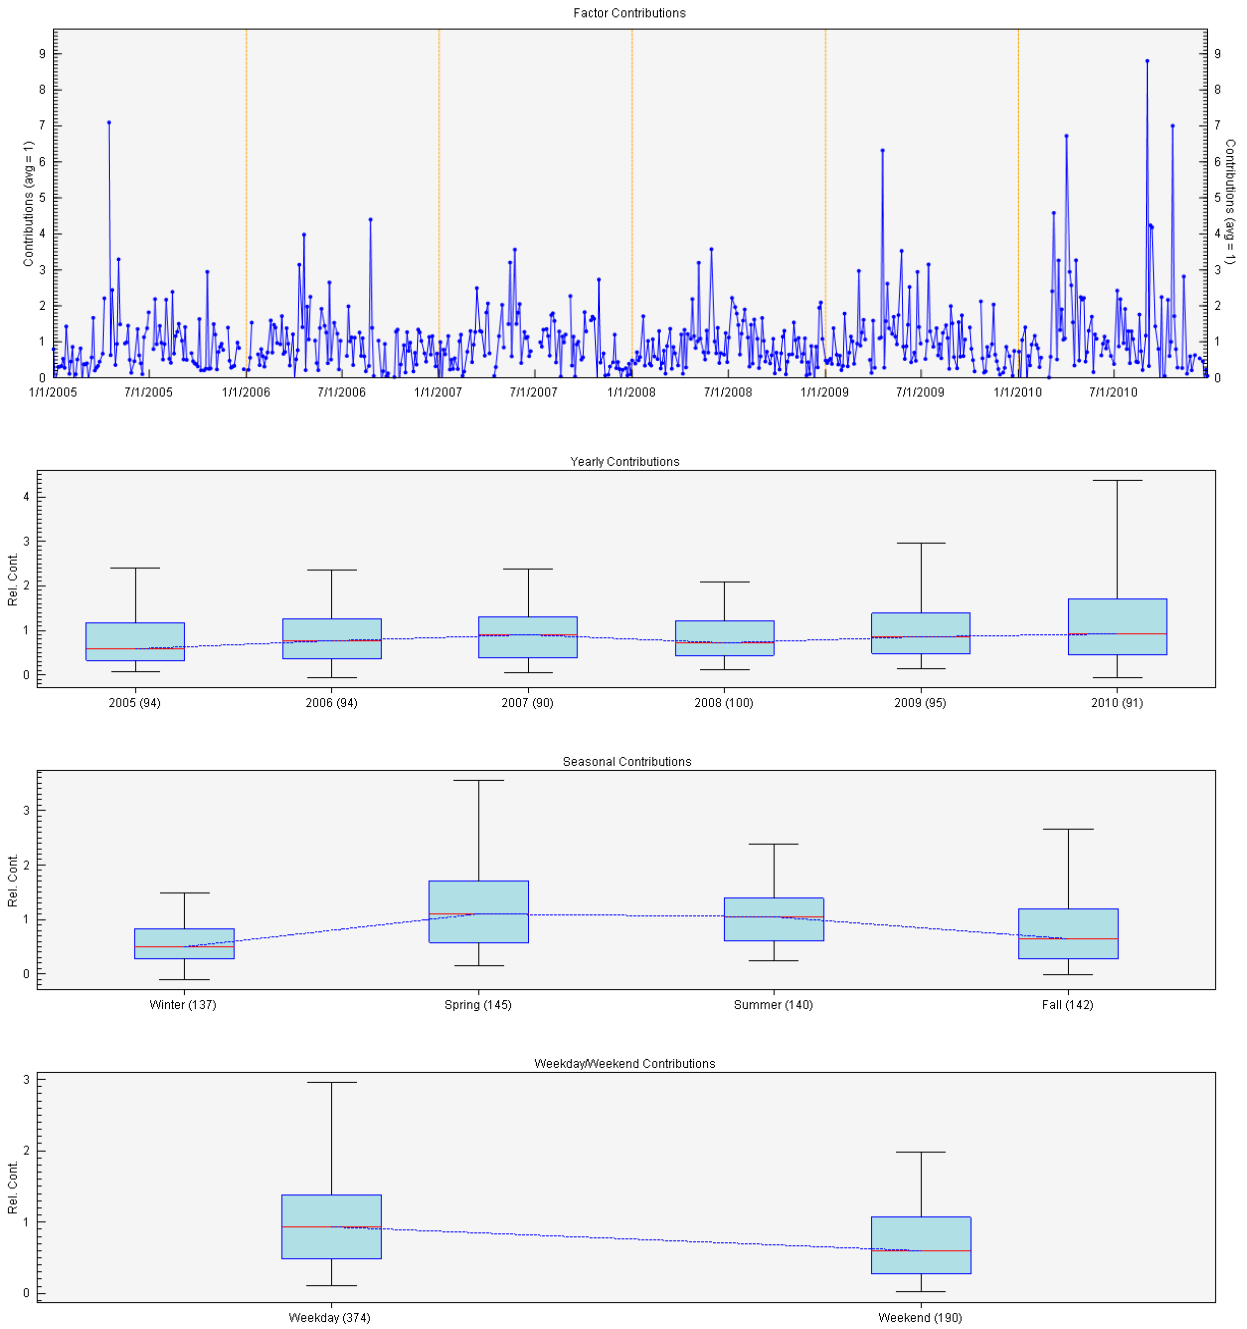 Factor Contributions
9
8
7
6
5
4
3
2
1
0
Contributions (avg = 1)
9
8
7
6
5
4
3
2
1
0
Contributions (avg = 1)
1/1/2005 7/1/2005 1/1/2006 7/1/2006 1/1/2007 7/1/2007 1/1/2008 7/1/2008 1/1/2009 7/1/2009 1/1/2010 7/1/2010
Yearly Contributions
4
3
2
1
0
Rel. Cont.
2005 (94) 2006 (94) 2007 (90) 2008 (100) 2009 (95) 2010 (91)
Seasonal Contributions
3
2
1
0
Rel. Cont.
Winter (137) Spring (145) Summer (140) Fall (142)
Weekday/Weekend Contributions
3
2
1
0
Rel. Cont.
Weekday (374) Weekend (190)